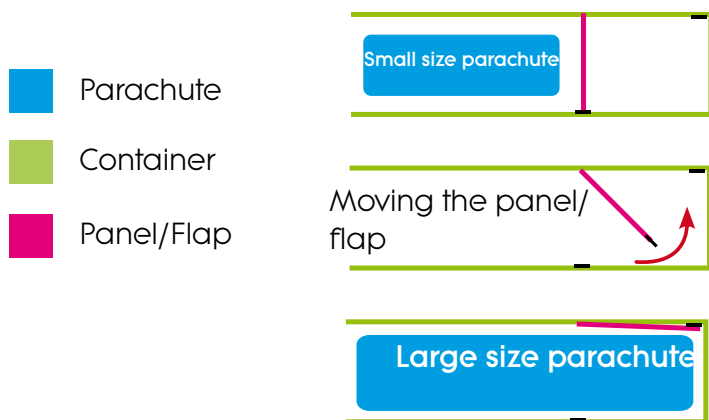 Parachute
Container
Panel/Flap
Small size parachute
Moving the panel/
flap
Large size parachute